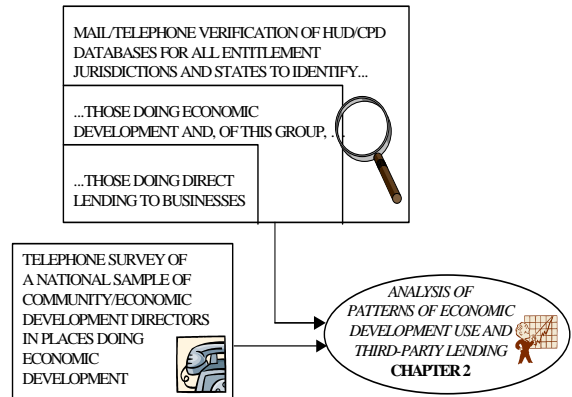 MAIL/TELEPHONE VERIFICATION OF HUD/CPD
DATABASES FOR ALL ENTITLEMENT
JURISDICTIONS AND STATES TO IDENTIFY...
...THOSE DOING ECONOMIC
DEVELOPMENT AND, OF THIS GROUP, . .
...THOSE DOING DIRECT
LENDING TO BUSINESSES
TELEPHONE SURVEY OF
A NATIONAL SAMPLE OF
COMMUNITY/ECONOMIC
DEVELOPMENT DIRECTORS
IN PLACES DOING
ECONOMIC
DEVELOPMENT
ANALYSIS OF
PATTERNS OF ECONOMIC
DEVELOPMENT USE AND
THIRD-PARTY LENDING
CHAPTER 2